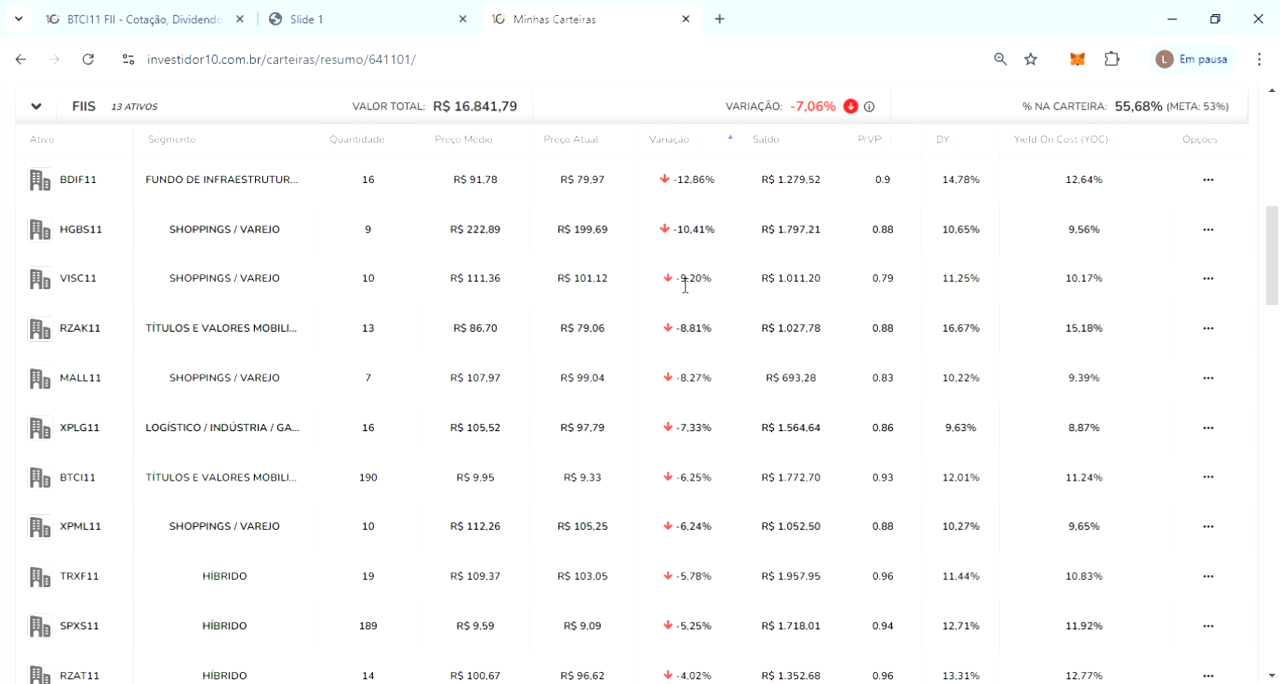 BTCI11 FII - Cotação, Dividendo
Slide 1
Minhas Carteiras
investidor10.com.br/carteiras/resumo/641101/
L Em pausa
FIIS 13 ATIVOS VALOR TOTAL: R$ 16.841,79 VARIAÇÃO: -7,06% % NA CARTEIRA: 55,68% (META: 53%)
Ativo Segmento Quantidade Preço Médio Preço Atual Variação Saldo P/VP DY Yield On Cost (YOC) Opções
BDIF11 FUNDO DE INFRAESTRUTUR... 16 R$ 91,78 R$ 79,97 -12,86% R$ 1.279,52 0.9 14,78% 12,64% ...
HGBS11 SHOPPINGS / VAREJO 9 R$ 222,89 R$ 199,69 -10,41% R$ 1.797,21 0.88 10,65% 9,56% ...
VISC11 SHOPPINGS / VAREJO 10 R$ 111,36 R$ 101,12 -9,20% R$ 1.011,20 0.79 11,25% 10,17% ...
RZAK11 TÍTULOS E VALORES MOBILI... 13 R$ 86,70 R$ 79,06 -8,81% R$ 1.027,78 0.88 16,67% 15,18% ...
MALL11 SHOPPINGS / VAREJO 7 R$ 107,97 R$ 99,04 -8,27% R$ 693,28 0.83 10,22% 9,39% ...
XPLG11 LOGÍSTICO / INDÚSTRIA / GA... 16 R$ 105,52 R$ 97,79 -7,33% R$ 1.564,64 0.86 9,63% 8,87% ...
BTCI11 TÍTULOS E VALORES MOBILI... 190 R$ 9,95 R$ 9,33 -6,25% R$ 1.772,70 0.93 12,01% 11,24% ...
XPML11 SHOPPINGS / VAREJO 10 R$ 112,26 R$ 105,25 -6,24% R$ 1.052,50 0.88 10,27% 9,65% ...
TRXF11 HÍBRIDO 19 R$ 109,37 R$ 103,05 -5,78% R$ 1.957,95 0.96 11,44% 10,83% ...
SPXS11 HÍBRIDO 189 R$ 9,59 R$ 9,09 -5,25% R$ 1.718,01 0.94 12,71% 11,92% ...
RZAT11 HÍBRIDO 14 R$ 100,67 R$ 96,62 -4,02% R$ 1.352,68 0.96 13,31% 12,77% ...